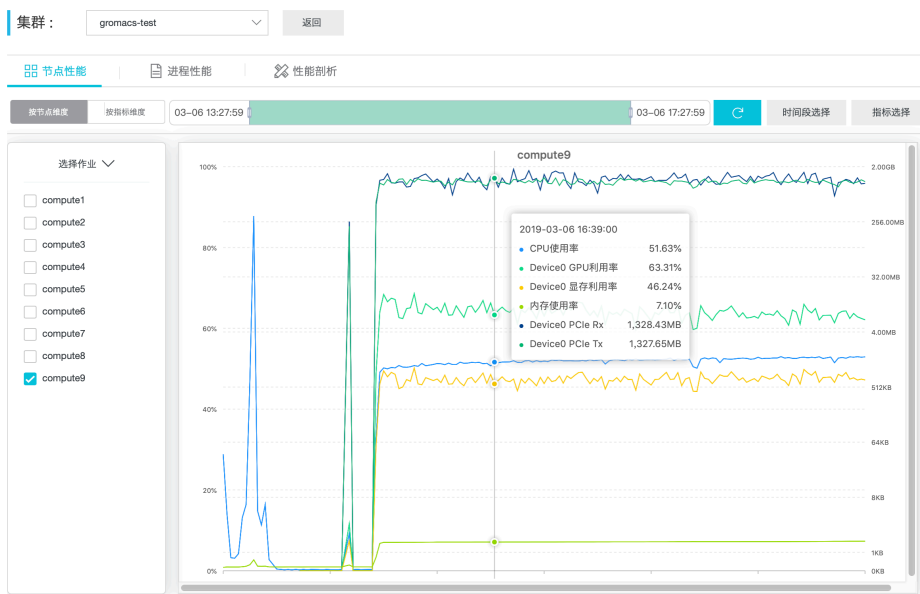 集群：
gromacs-test
返回
节点性能
进程性能
性能剖析
按节点维度
按指标维度
03-06 13:27:59
03-06 17:27:59
时间段选择
指标选择
选择作业
compute1
compute2
compute3
compute4
compute5
compute6
compute7
compute8
compute9
compute9
100%
80%
60%
40%
20%
0%
2.00GB
256.00MB
32.00MB
4.00MB
512KB
64KB
8KB
1KB
0KB
2019-03-06 16:39:00
CPU使用率 51.63%
Device0 GPU利用率 63.31%
Device0 显存利用率 46.24%
内存使用率 7.10%
Device0 PCIe Rx 1,328.43MB
Device0 PCIe Tx 1,327.65MB